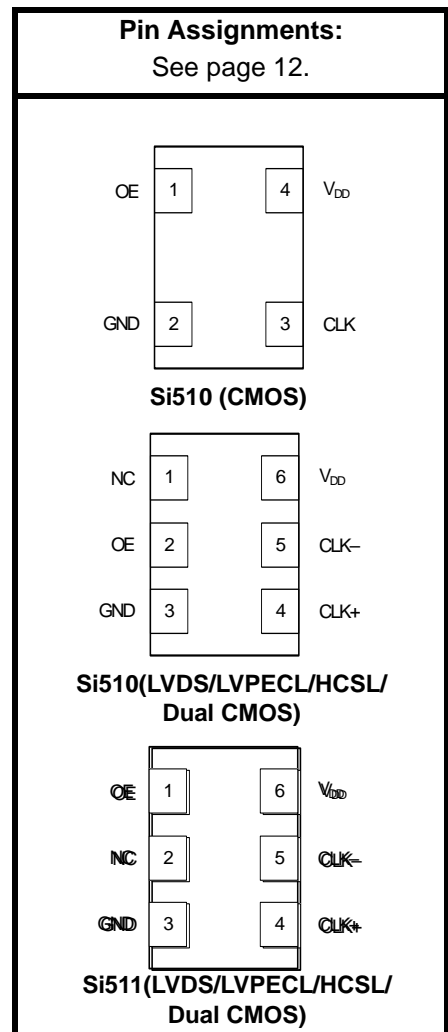 Pin Assignments:
See page 12.
OE 1 4 VDD
GND 2 3 CLK
Si510 (CMOS)
NC 1 6 VDD
OE 2 5 CLK–
GND 3 4 CLK+
Si510(LVDS/LVPECL/HCSL/
Dual CMOS)
OE 1 6 VDD
NC 2 5 CLK–
GND 3 4 CLK+
Si511(LVDS/LVPECL/HCSL/
Dual CMOS)